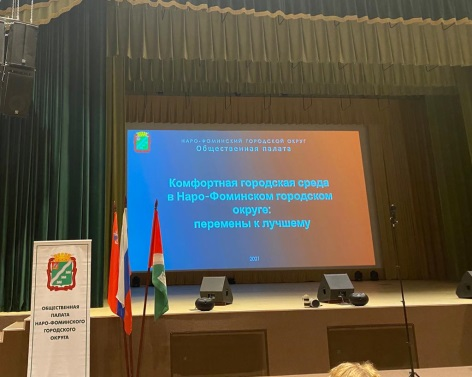 НАРО-ФОМИНСКИЙ ГОРОДСКОЙ ОКРУГ
Общественная палата
Комфортная городская среда
в Наро-Фоминском городском
округе:
перемены к лучшему
2021
ОБЩЕСТВЕННАЯ
ПАЛАТА
НАРО-ФОМИНСКОГО
ГОРОДСКОГО
ОКРУГА